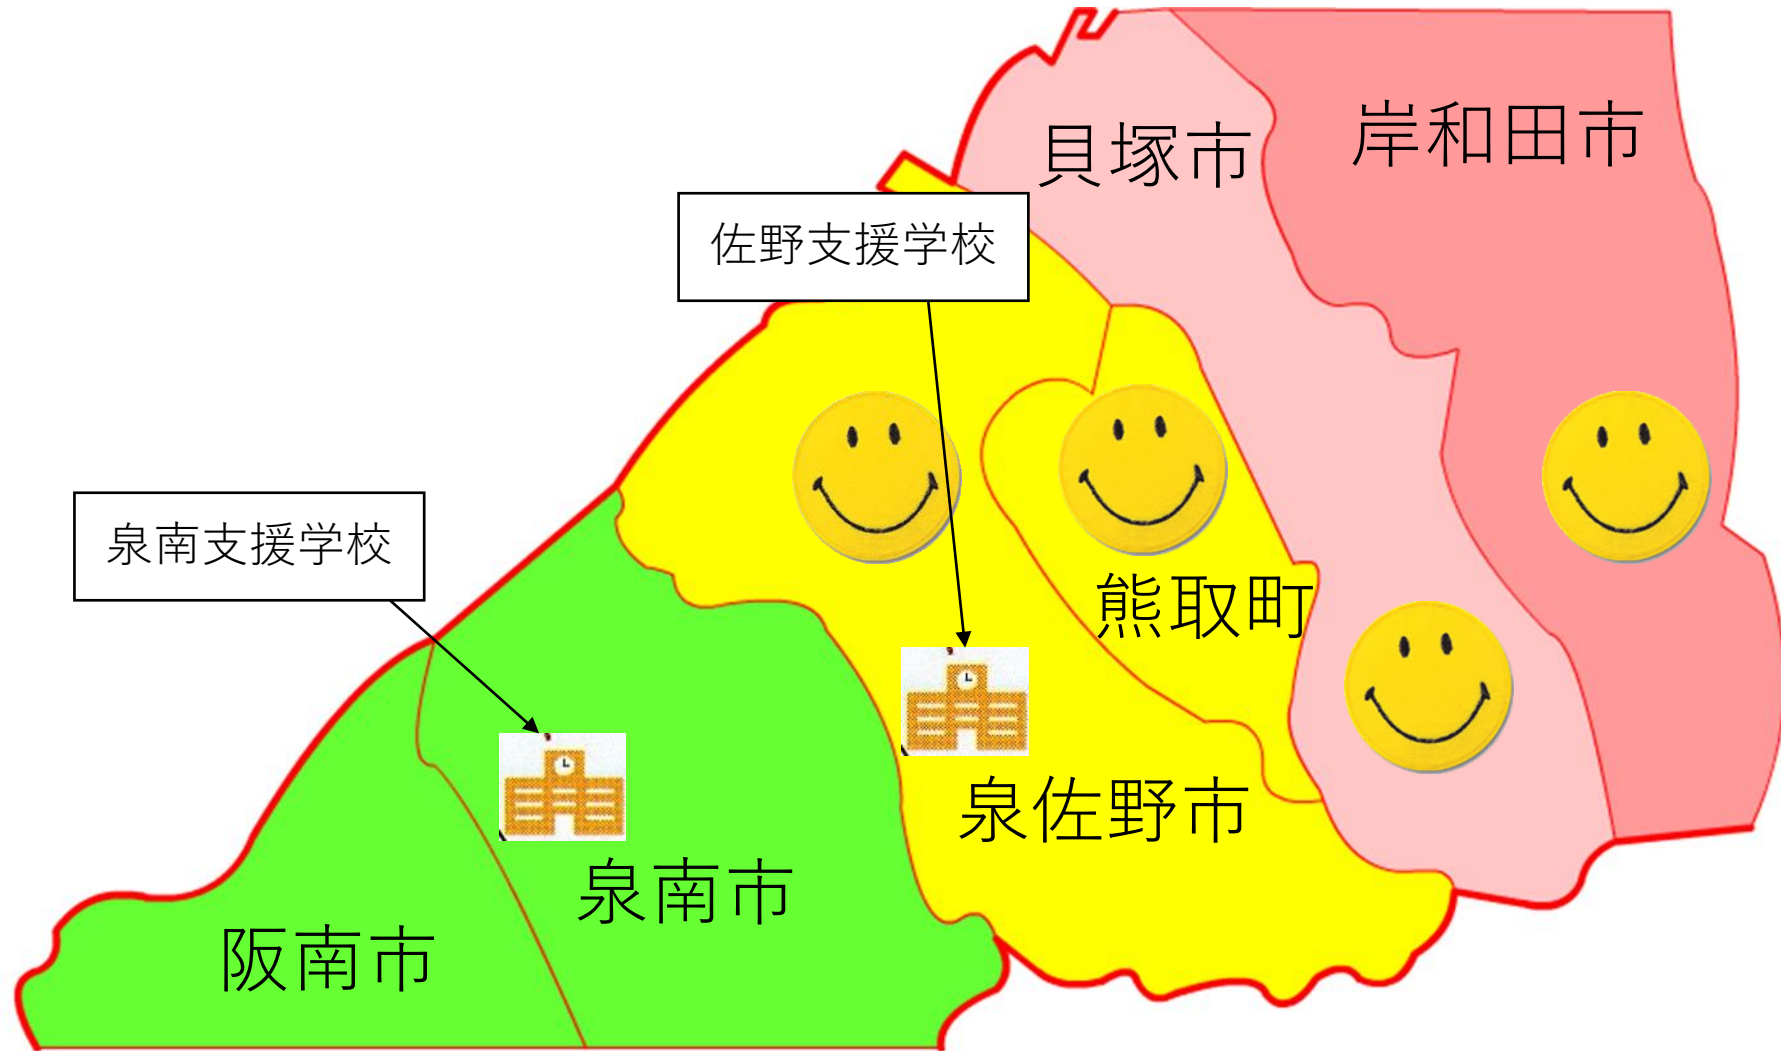 岸和田市
貝塚市
佐野支援学校
泉南支援学校
熊取町
泉佐野市
泉南市
阪南市